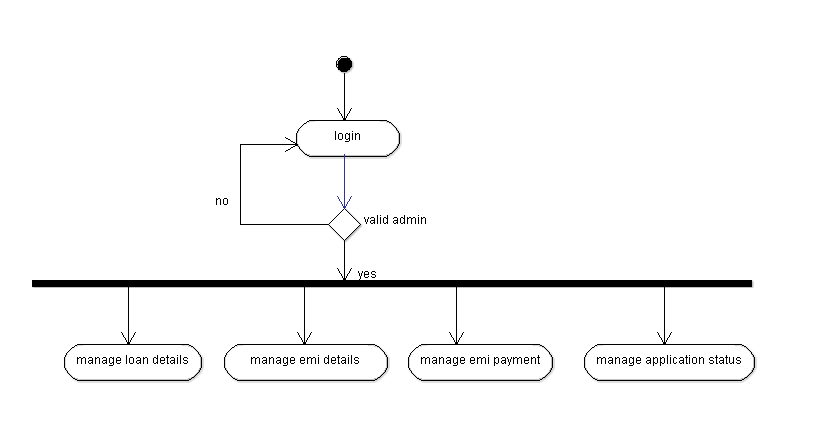 login
no
valid admin
yes
manage loan details
manage emi details
manage emi payment
manage application status